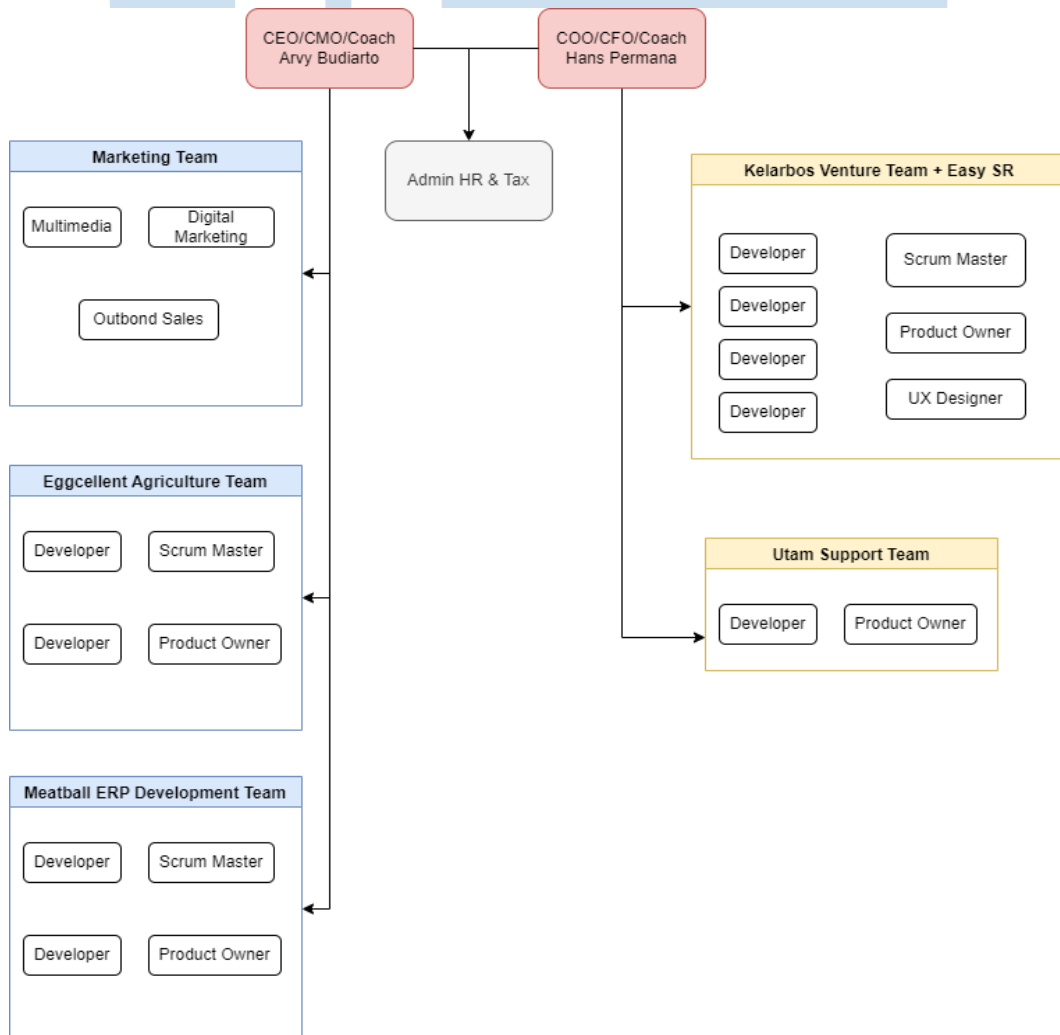 CEO/CMO/Coach
Arvy Budiarto
COO/CFO/Coach
Hans Permana
Admin HR & Tax
Marketing Team
Multimedia
Digital
Marketing
Outbond Sales
Eggcellent Agriculture Team
Developer
Scrum Master
Developer
Product Owner
Meatball ERP Development Team
Developer
Scrum Master
Developer
Product Owner
Kelarbos Venture Team + Easy SR
Developer
Developer
Developer
Developer
Scrum Master
Product Owner
UX Designer
Utam Support Team
Developer
Product Owner